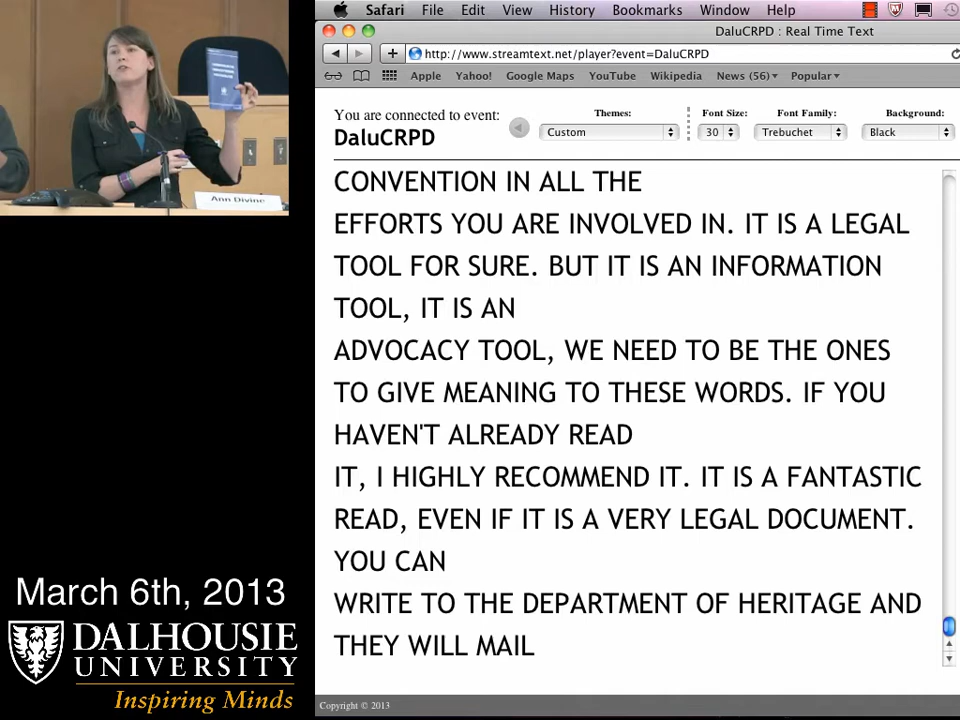 Safari File Edit View History Bookmarks Window Help
DaluCRPD : Real Time Text
http://www.streamtext.net/player?event=DaluCRPD
Apple Yahoo! Google Maps YouTube Wikipedia News (56) Popular
You are connected to event:
DaluCRPD
Themes:
Custom
Font Size:
30
Font Family:
Trebuchet
Background:
Black
CONVENTION IN ALL THE
EFFORTS YOU ARE INVOLVED IN. IT IS A LEGAL
TOOL FOR SURE. BUT IT IS AN INFORMATION
TOOL, IT IS AN
ADVOCACY TOOL, WE NEED TO BE THE ONES
TO GIVE MEANING TO THESE WORDS. IF YOU
HAVEN'T ALREADY READ
IT, I HIGHLY RECOMMEND IT. IT IS A FANTASTIC
READ, EVEN IF IT IS A VERY LEGAL DOCUMENT.
YOU CAN
WRITE TO THE DEPARTMENT OF HERITAGE AND
THEY WILL MAIL
Copyright © 2013
Ann Divine
March 6th, 2013
DALHOUSIE
UNIVERSITY
Inspiring Minds